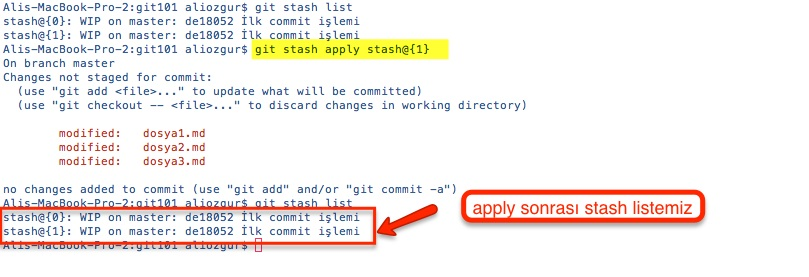 Alis-MacBook-Pro-2:git101 aliozgur$ git stash list
stash@{0}: WIP on master: de18052 İlk commit işlemi
stash@{1}: WIP on master: de18052 İlk commit işlemi
Alis-MacBook-Pro-2:git101 aliozgur$ git stash apply stash@{1}
On branch master
Changes not staged for commit:
  (use "git add <file>..." to update what will be committed)
  (use "git checkout -- <file>..." to discard changes in working directory)
        modified:   dosya1.md
        modified:   dosya2.md
        modified:   dosya3.md
no changes added to commit (use "git add" and/or "git commit -a")
Alis-MacBook-Pro-2:git101 aliozgur$ git stash list
stash@{0}: WIP on master: de18052 İlk commit işlemi
stash@{1}: WIP on master: de18052 İlk commit işlemi
Alis-MacBook-Pro-2:git101 aliozgur$
apply sonrası stash listemiz